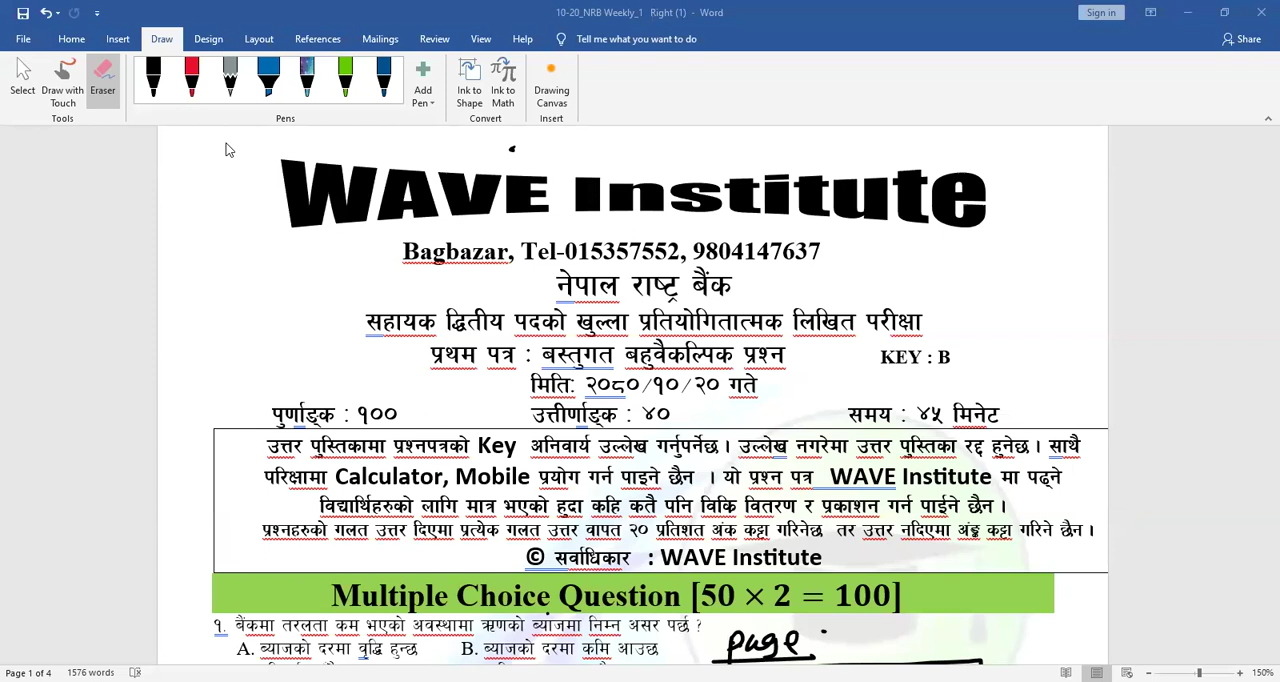 10-20_NRB Weekly_1 Right (1) - Word
Sign in
File Home Insert Draw Design Layout References Mailings Review View Help Tell me what you want to do
Share
Select Draw with Touch Eraser
Add Pen Ink to Shape Ink to Math Drawing Canvas
Tools Pens Convert Insert
WAVE Institute
Bagbazar, Tel-015357552, 9804147637
नेपाल राष्ट्र बैंक
सहायक द्धितीय पदको खुल्ला प्रतियोगितात्मक लिखित परीक्षा
प्रथम पत्र : बस्तुगत बहुवैकल्पिक प्रश्न KEY : B
मिति: २०८०/१०/२० गते
पुर्णाङ्क : १०० उत्तीर्णाङ्क : ४० समय : ४५ मिनेट
उत्तर पुस्तिकामा प्रश्नपत्रको Key अनिवार्य उल्लेख गर्नुपर्नेछ । उल्लेख नगरेमा उत्तर पुस्तिका रद्द हुनेछ । साथै
परिक्षामा Calculator, Mobile प्रयोग गर्न पाइने छैन । यो प्रश्न पत्र WAVE Institute मा पढ्ने
विद्यार्थिहरुको लागि मात्र भएको हुदा कहि कतै पनि विक्रि वितरण र प्रकाशन गर्न पाईने छैन ।
प्रश्नहरुको गलत उत्तर दिएमा प्रत्येक गलत उत्तर वापत २० प्रतिशत अंक कट्टा गरिनेछ तर उत्तर नदिएमा अङ्क कट्टा गरिने छैन ।
© सर्वाधिकार : WAVE Institute
Multiple Choice Question [50 × 2 = 100]
१. बैंकमा तरलता कम भएको अवस्थामा ऋणको ब्याजमा निम्न असर पर्छ ?
page
A. ब्याजको दरमा वृद्धि हुन्छ B. ब्याजको दरमा कमि आउछ
Page 1 of 4 1576 words 150%